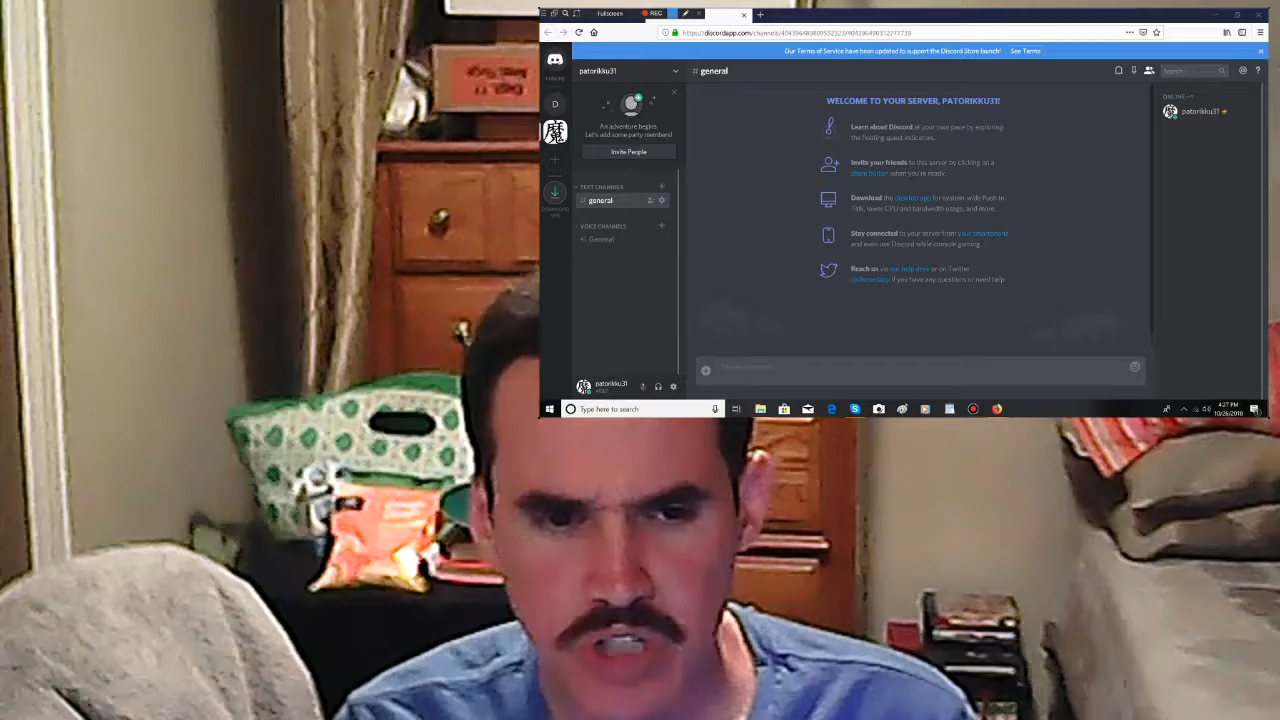 Fullscreen
REC
https://discordapp.com/channels/404396489809592323/404396490312777739
Our Terms of Service have been updated to support the Discord Store launch!
See Terms
patorikku31
# general
Search
D
魔
An adventure begins.
Let's add some party members!
Invite People
TEXT CHANNELS
# general
VOICE CHANNELS
General
WELCOME TO YOUR SERVER, PATORIKKU31!
Learn about Discord at your own pace by exploring
the floating quest indicators.
Invite your friends to this server by clicking on a
share button when you're ready.
Download the desktop app for system-wide Push to
Talk, lower CPU and bandwidth usage, and more.
Stay connected to your server from your smartphone
and even use Discord while console gaming.
Reach us via our help desk or on Twitter
@discordapp if you have any questions or need help.
ONLINE—1
patorikku31
patorikku31
Type here to search
4:27 PM
10/26/2018